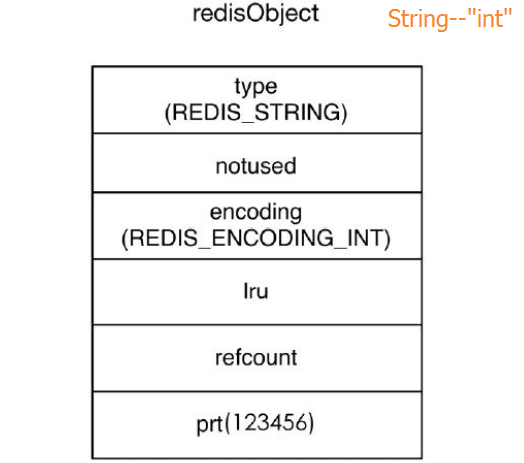 redisObject
String--"int"
type
(REDIS_STRING)
notused
encoding
(REDIS_ENCODING_INT)
lru
refcount
prt(123456)